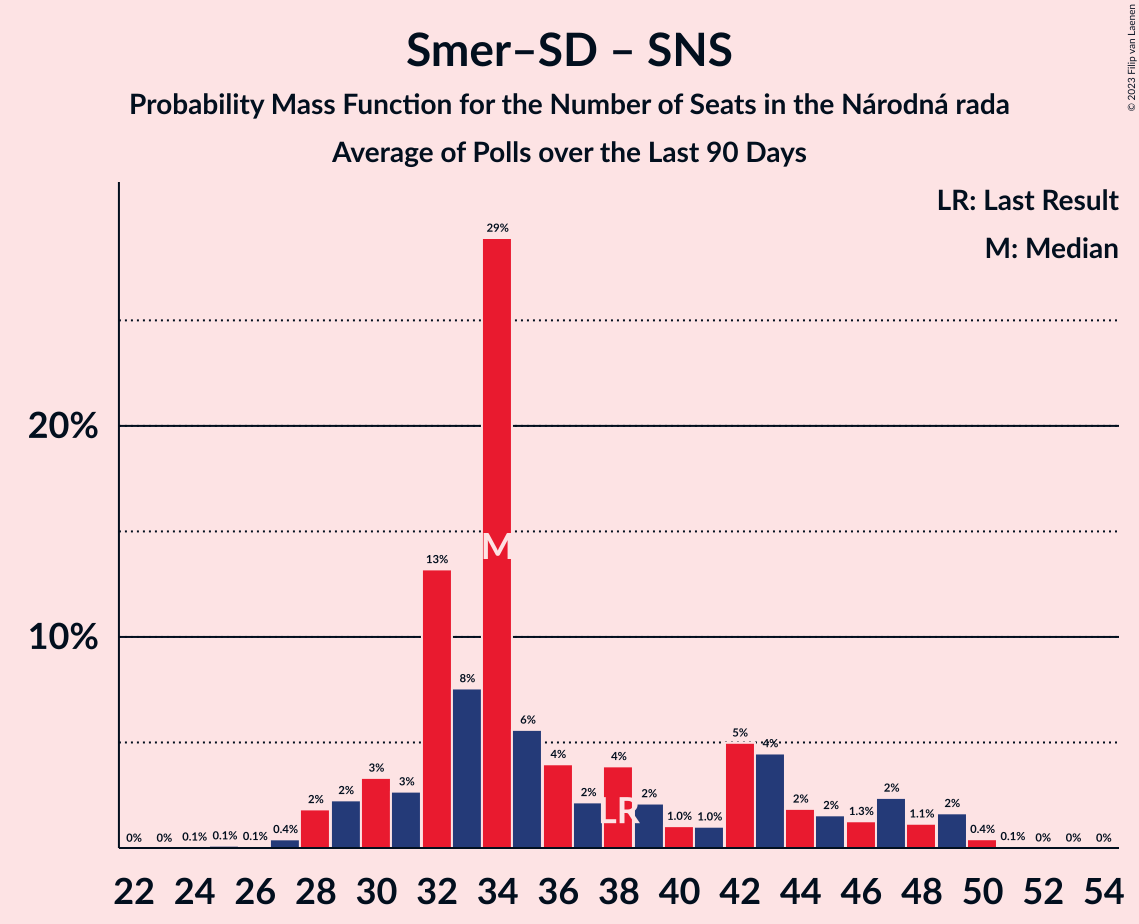 Smer–SD – SNS
Probability Mass Function for the Number of Seats in the Národná rada
Average of Polls over the Last 90 Days
© 2023 Filip van Laenen
LR: Last Result
M: Median
20%
10%
0% 0% 0.1% 0.1% 0.1% 0.4% 2% 2% 3% 3% 13% 8% 29% 6% 4% 2% 4% 2% 1.0% 1.0% 5% 4% 2% 2% 1.3% 2% 1.1% 2% 0.4% 0.1% 0% 0% 0%
M
LR
22 24 26 28 30 32 34 36 38 40 42 44 46 48 50 52 54